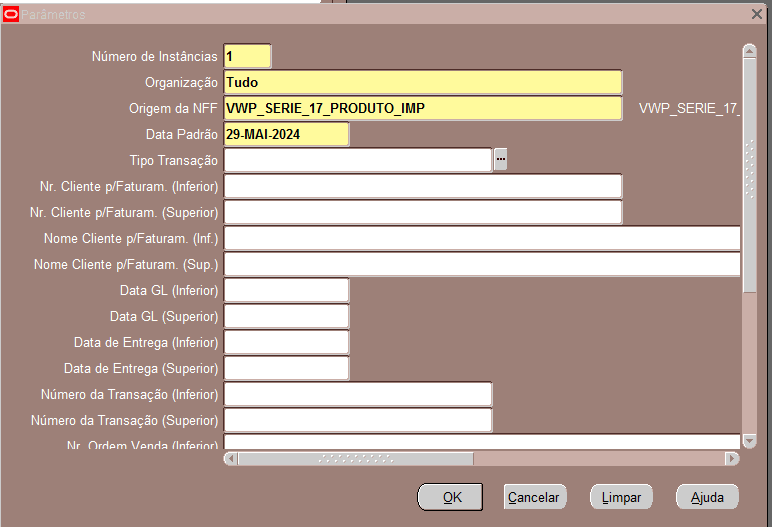 Parâmetros
Número de Instâncias 1
Organização Tudo
Origem da NFF VWP_SERIE_17_PRODUTO_IMP VWP_SERIE_17_
Data Padrão 29-MAI-2024
Tipo Transação ...
Nr. Cliente p/Faturam. (Inferior)
Nr. Cliente p/Faturam. (Superior)
Nome Cliente p/Faturam. (Inf.)
Nome Cliente p/Faturam. (Sup.)
Data GL (Inferior)
Data GL (Superior)
Data de Entrega (Inferior)
Data de Entrega (Superior)
Número da Transação (Inferior)
Número da Transação (Superior)
Nr. Ordem Venda (Inferior)
OK Cancelar Limpar Ajuda